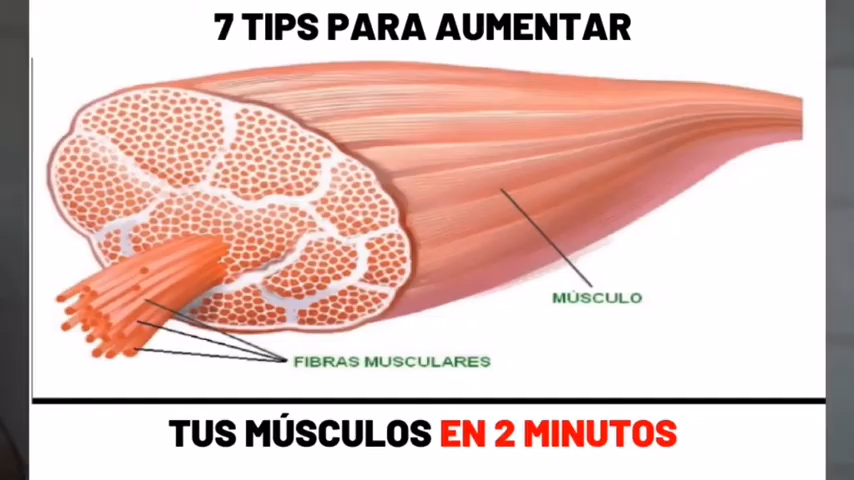 7 TIPS PARA AUMENTAR
MÚSCULO
FIBRAS MUSCULARES
TUS MÚSCULOS EN 2 MINUTOS